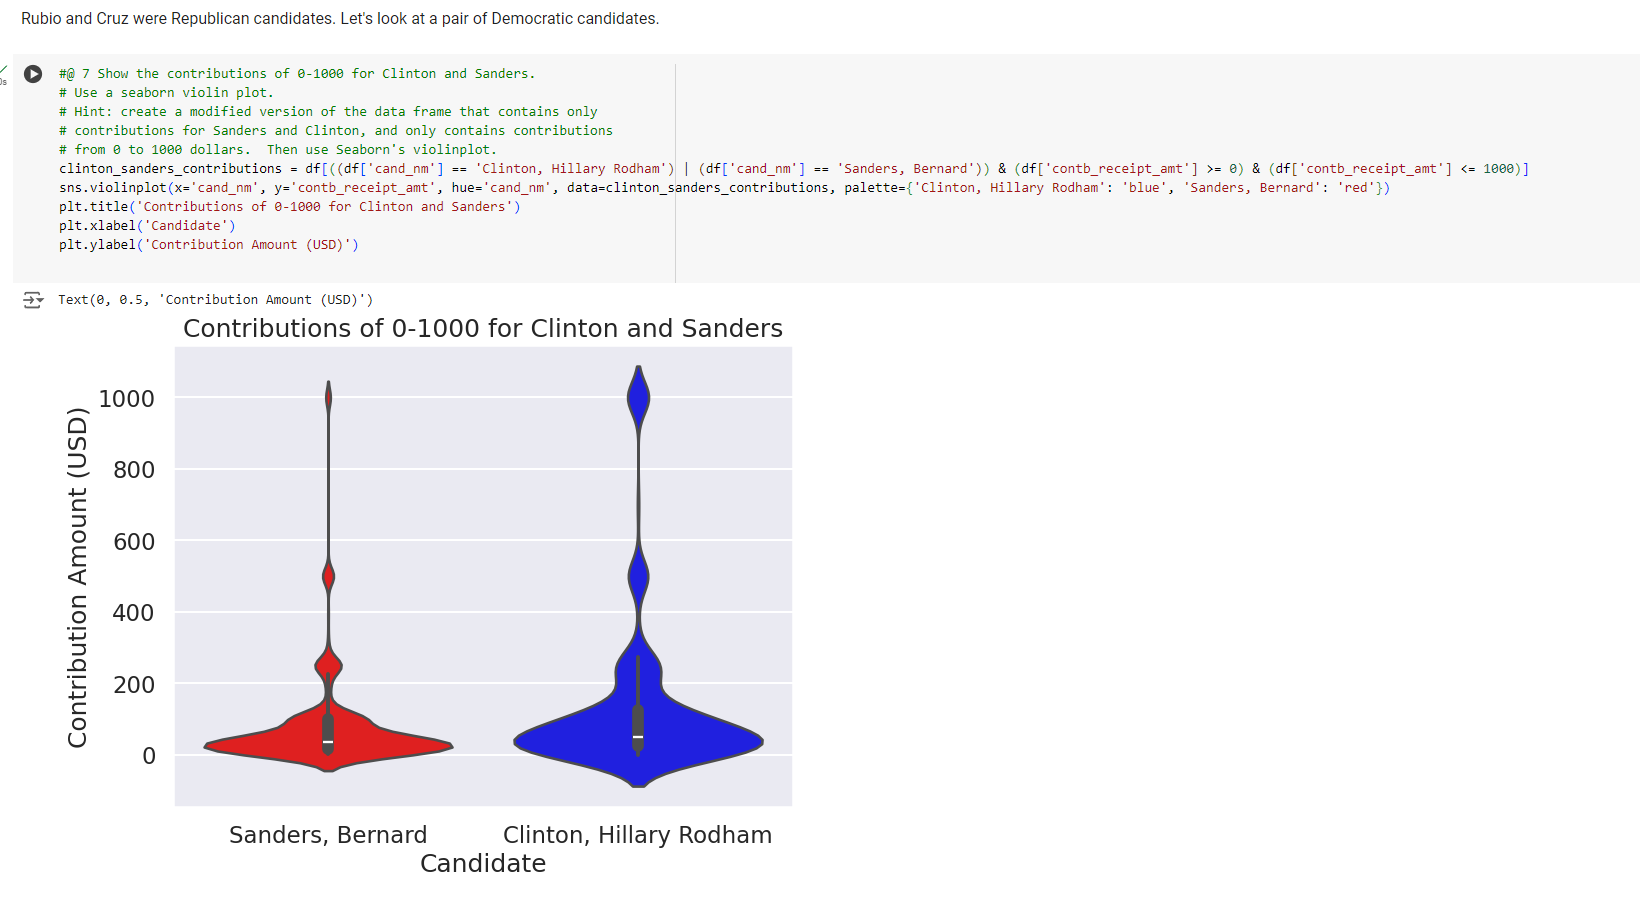 Rubio and Cruz were Republican candidates. Let's look at a pair of Democratic candidates.
#@ 7 Show the contributions of 0-1000 for Clinton and Sanders.
# Use a seaborn violin plot.
# Hint: create a modified version of the data frame that contains only
# contributions for Sanders and Clinton, and only contains contributions
# from 0 to 1000 dollars.  Then use Seaborn's violinplot.
clinton_sanders_contributions = df[((df['cand_nm'] == 'Clinton, Hillary Rodham') | (df['cand_nm'] == 'Sanders, Bernard')) & (df['contb_receipt_amt'] >= 0) & (df['contb_receipt_amt'] <= 1000)]
sns.violinplot(x='cand_nm', y='contb_receipt_amt', hue='cand_nm', data=clinton_sanders_contributions, palette={'Clinton, Hillary Rodham': 'blue', 'Sanders, Bernard': 'red'})
plt.title('Contributions of 0-1000 for Clinton and Sanders')
plt.xlabel('Candidate')
plt.ylabel('Contribution Amount (USD)')
Text(0, 0.5, 'Contribution Amount (USD)')
Contributions of 0-1000 for Clinton and Sanders
Contribution Amount (USD)
1000
800
600
400
200
0
Sanders, Bernard
Clinton, Hillary Rodham
Candidate